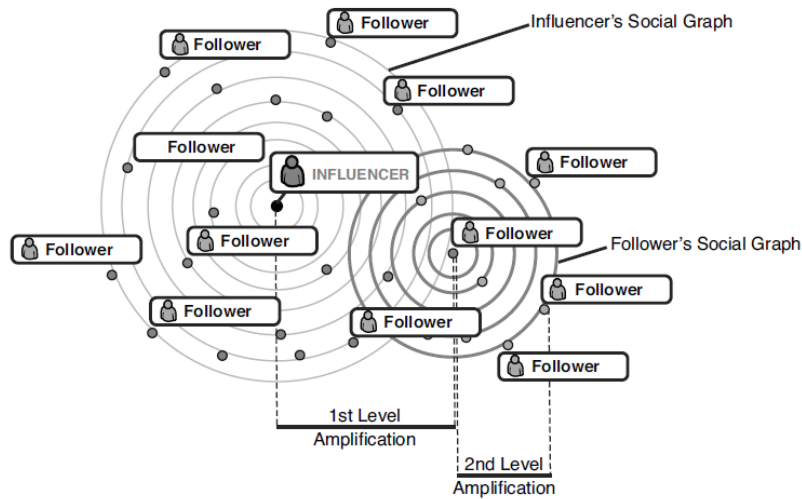 Follower
Influencer's Social Graph
Follower
Follower
Follower
INFLUENCER
Follower
Follower
Follower
Follower
Follower's Social Graph
Follower
Follower
Follower
Follower
Follower
1st Level
Amplification
2nd Level
Amplification